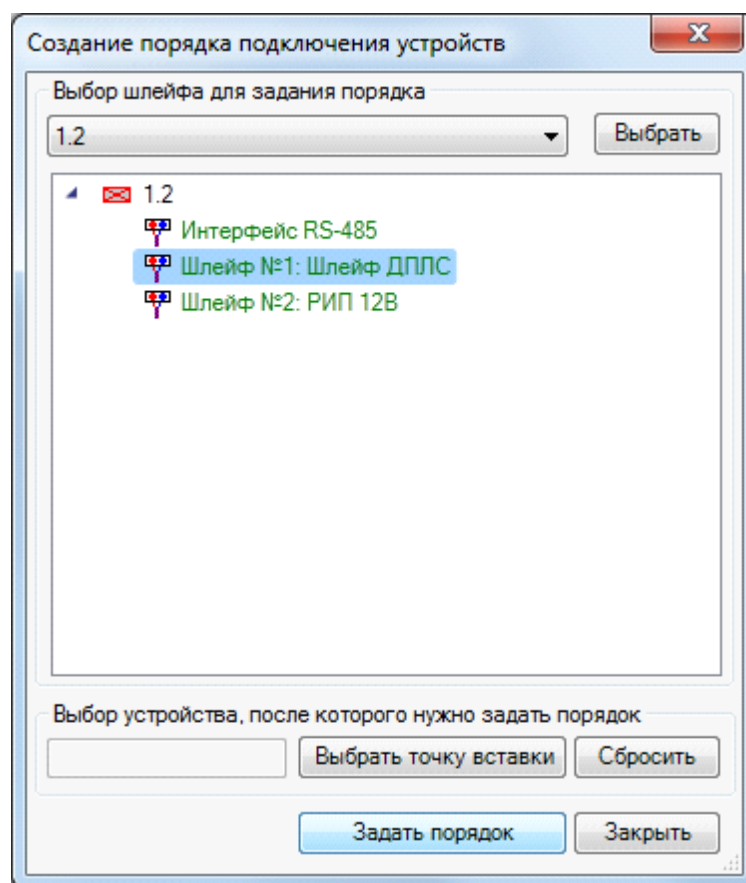 Создание порядка подключения устройств
Выбор шлейфа для задания порядка
1.2 Выбрать
1.2
Интерфейс RS-485
Шлейф №1: Шлейф ДПЛС
Шлейф №2: РИП 12В
Выбор устройства, после которого нужно задать порядок
Выбрать точку вставки Сбросить
Задать порядок Закрыть